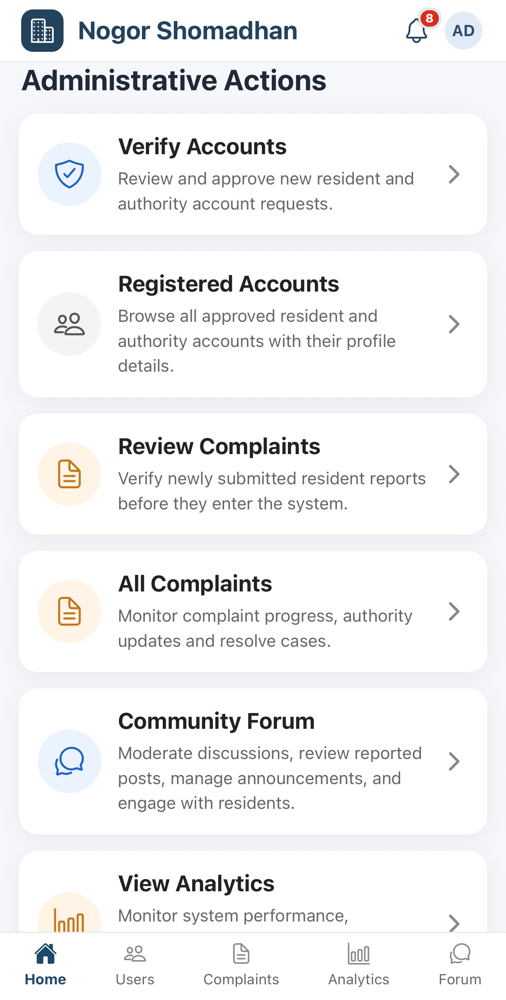 Nogor Shomadhan
8
AD
Administrative Actions
Verify Accounts
Review and approve new resident and
authority account requests.
Registered Accounts
Browse all approved resident and
authority accounts with their profile
details.
Review Complaints
Verify newly submitted resident reports
before they enter the system.
All Complaints
Monitor complaint progress, authority
updates and resolve cases.
Community Forum
Moderate discussions, review reported
posts, manage announcements, and
engage with residents.
View Analytics
Monitor system performance,
Home
Users
Complaints
Analytics
Forum